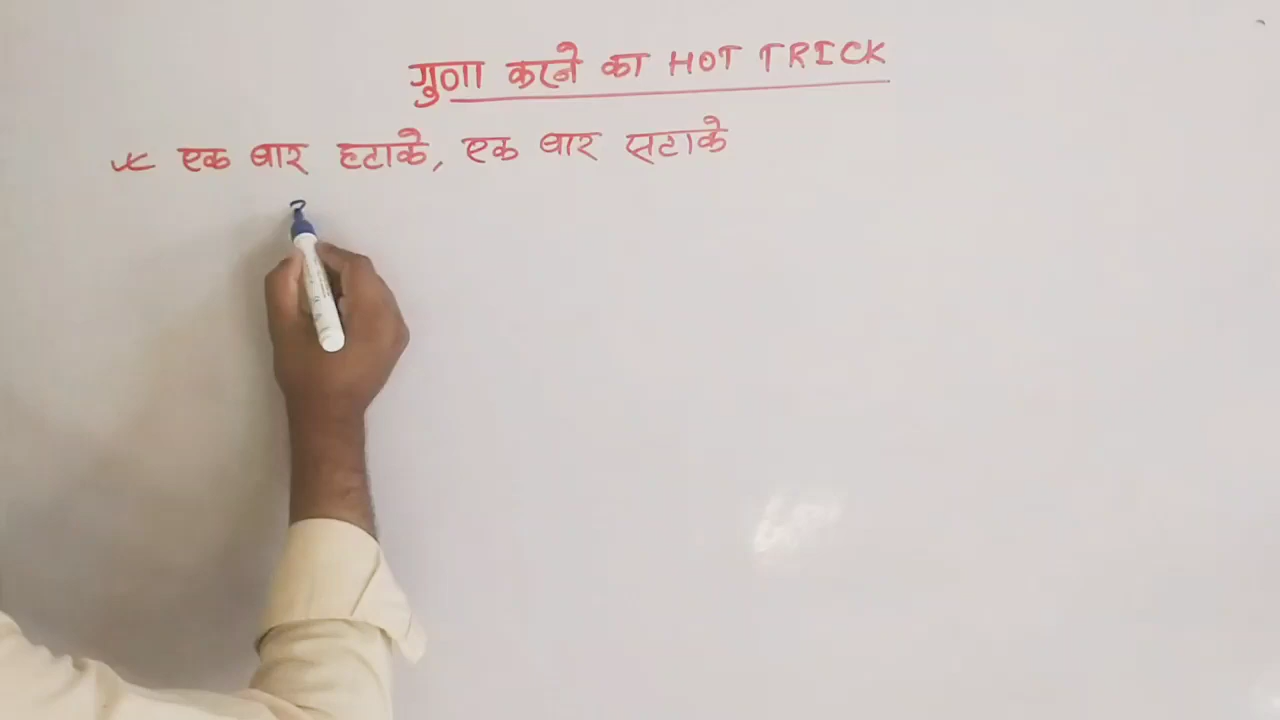 गुणा करने का HOT TRICK
* एक बार हटाके, एक बार सटाके